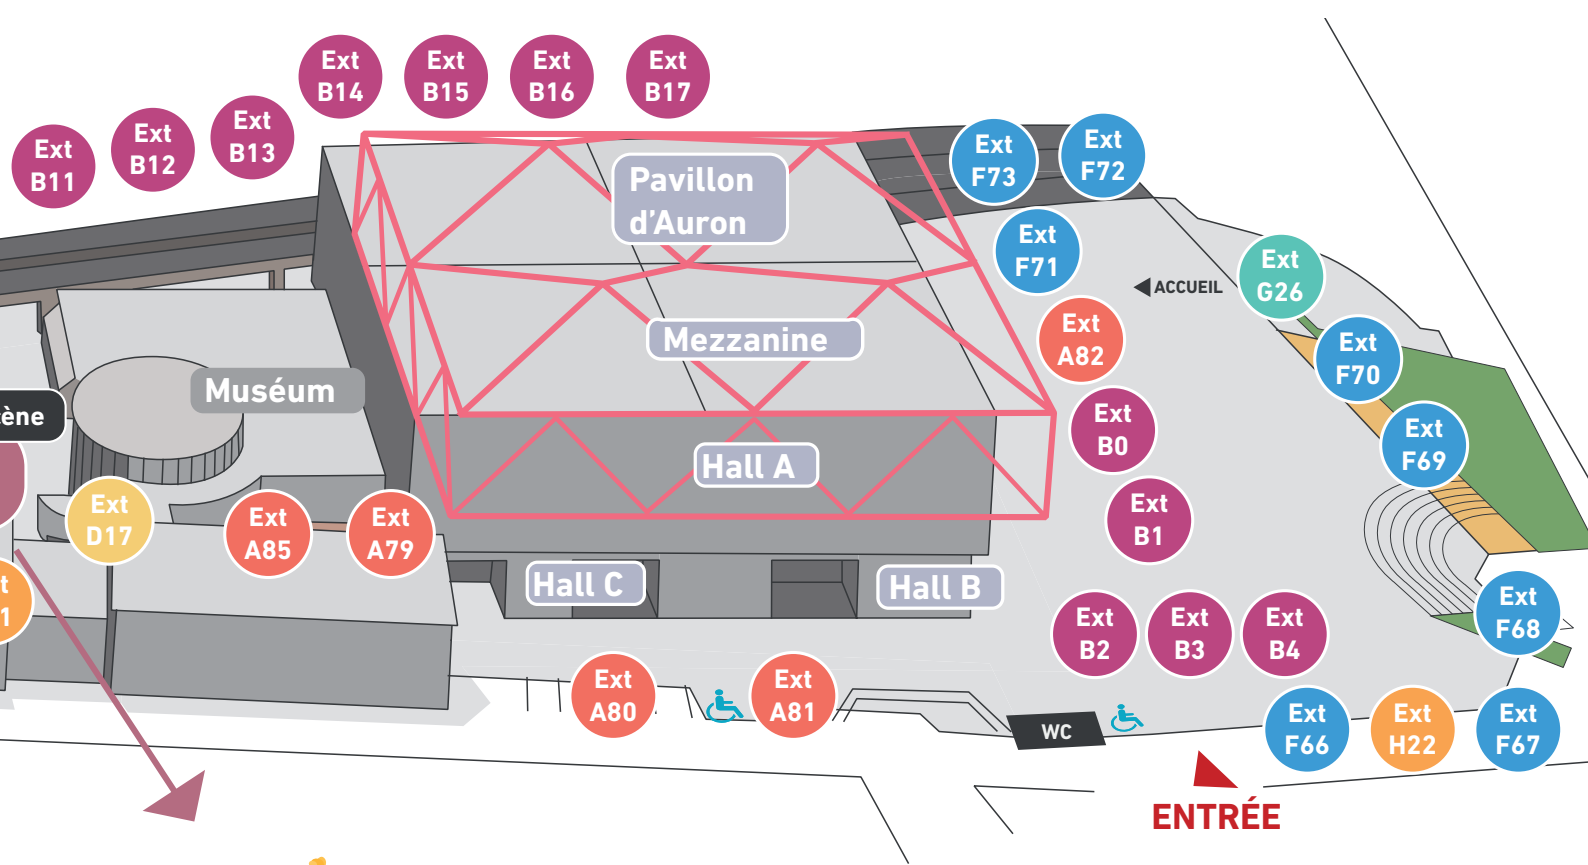 Ext
B14
Ext
B15
Ext
B16
Ext
B17
Ext
B11
Ext
B12
Ext
B13
Ext
F73
Ext
F72
Pavillon
d'Auron
Ext
F71
ACCUEIL
Ext
G26
Ext
A82
Mezzanine
Ext
F70
Muséum
ène
Ext
B0
Ext
F69
Hall A
Ext
D17
Ext
A85
Ext
A79
Ext
B1
t
1
Hall C
Hall B
Ext
B2
Ext
B3
Ext
B4
Ext
F68
Ext
A80
Ext
A81
WC
Ext
F66
Ext
H22
Ext
F67
ENTRÉE